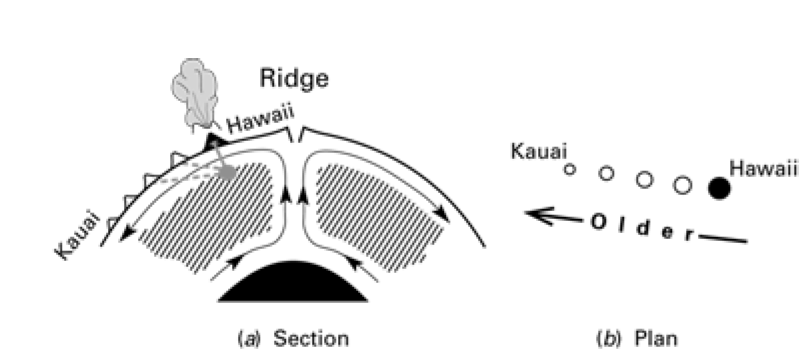 Ridge
Hawaii
Kauai
(a) Section
Kauai
Hawaii
Older
(b) Plan